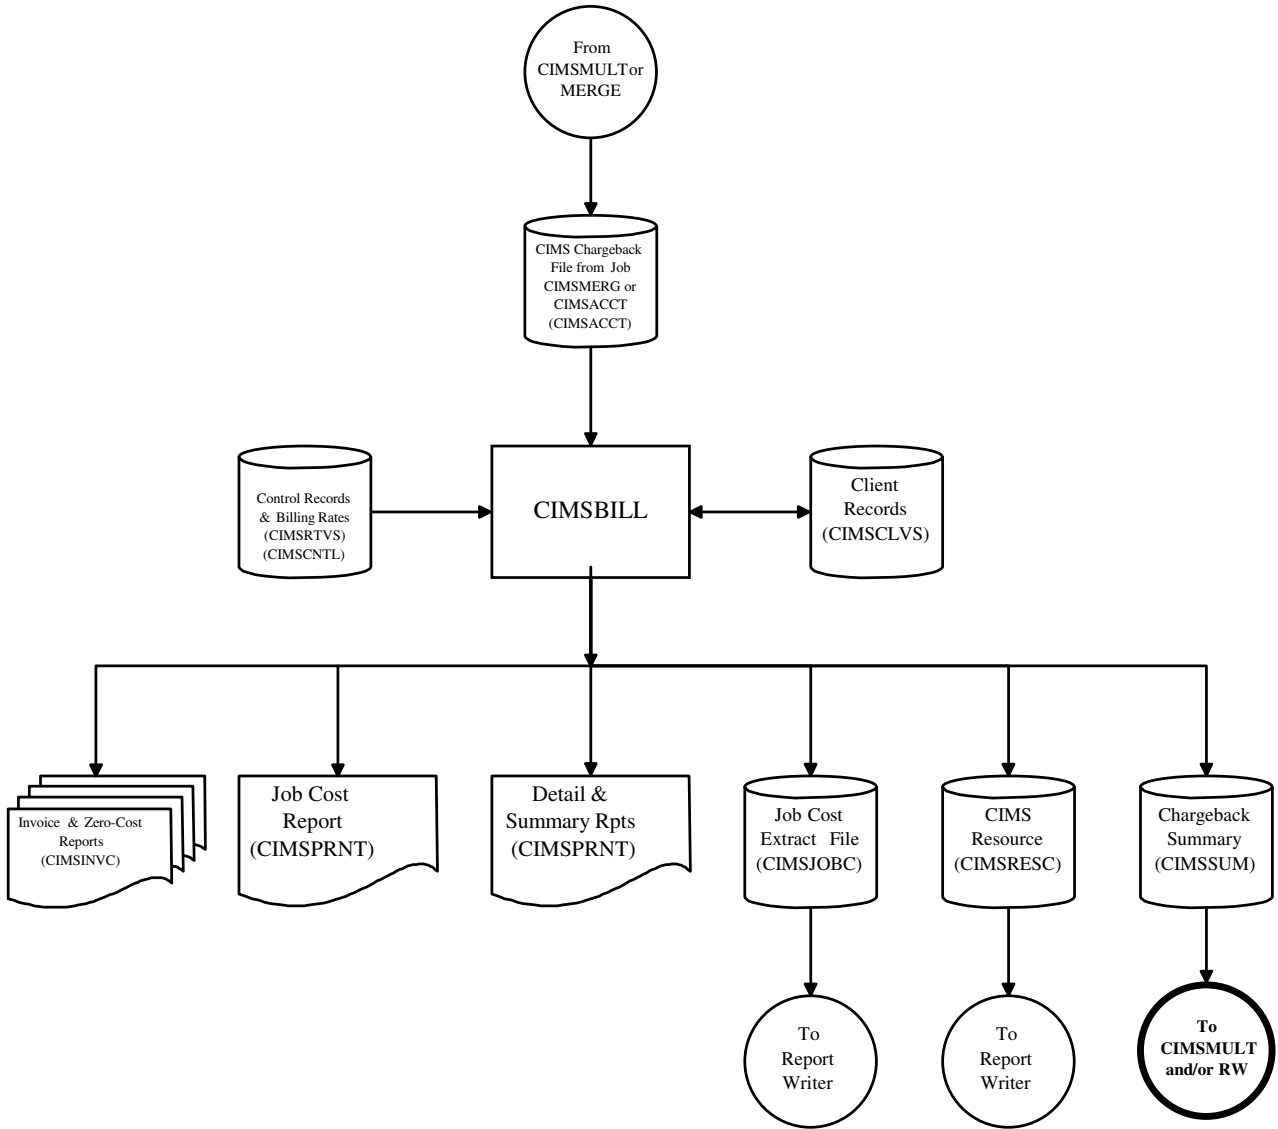 From
CIMSMULT or
MERGE
CIMS Chargeback
File from Job
CIMSMERG or
CIMSACCT
(CIMSACCT)
Control Records
& Billing Rates
(CIMSRTVS)
(CIMSCNTL)
CIMSBILL
Client
Records
(CIMSCLVS)
Invoice & Zero-Cost
Reports
(CIMSINVC)
Job Cost
Report
(CIMSPRNT)
Detail &
Summary Rpts
(CIMSPRNT)
Job Cost
Extract File
(CIMSJOBC)
CIMS
Resource
(CIMSRESC)
Chargeback
Summary
(CIMSSUM)
To
Report
Writer
To
Report
Writer
To
CIMSMULT
and/or RW